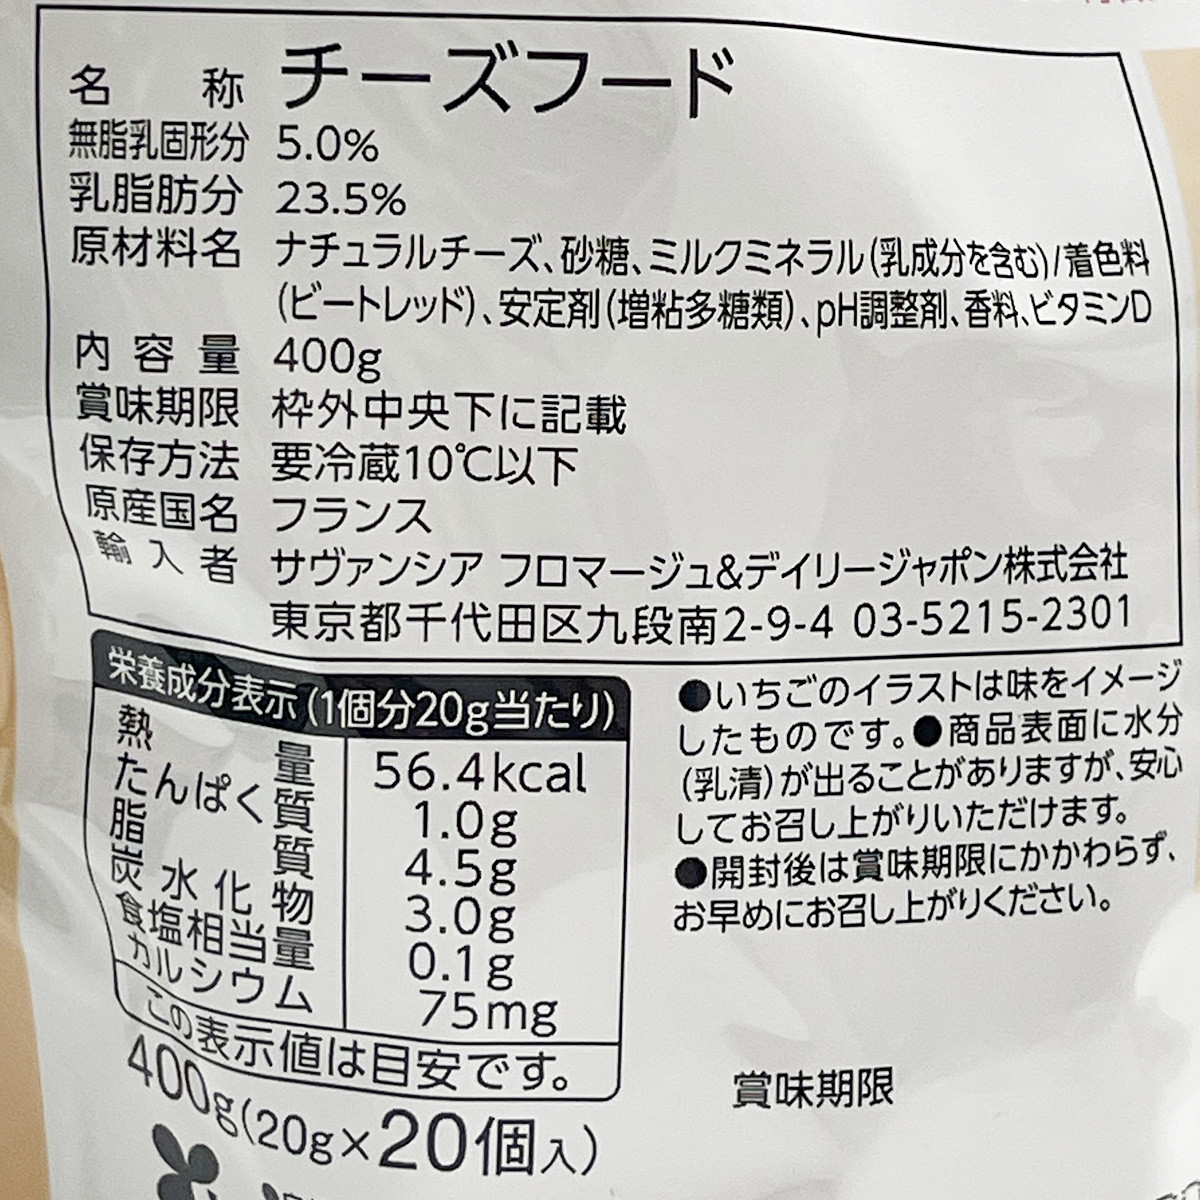 名称 チーズフード
無脂乳固形分 5.0%
乳脂肪分 23.5%
原材料名 ナチュラルチーズ、砂糖、ミルクミネラル(乳成分を含む)/着色料
(ビートレッド)、安定剤(増粘多糖類)、pH調整剤、香料、ビタミンD
内容量 400g
賞味期限 枠外中央下に記載
保存方法 要冷蔵10℃以下
原産国名 フランス
輸入者 サヴァンシア フロマージュ&デイリージャポン株式会社
東京都千代田区九段南2-9-4 03-5215-2301
栄養成分表示(1個分20g当たり)
熱量 56.4kcal
たんぱく質 1.0g
脂質 4.5g
炭水化物 3.0g
食塩相当量 0.1g
カルシウム 75mg
この表示値は目安です。
400g(20g×20個入)
●いちごのイラストは味をイメージ
したものです。●商品表面に水分
(乳清)が出ることがありますが、安心
してお召し上がりいただけます。
●開封後は賞味期限にかかわらず、
お早めにお召し上がりください。
賞味期限